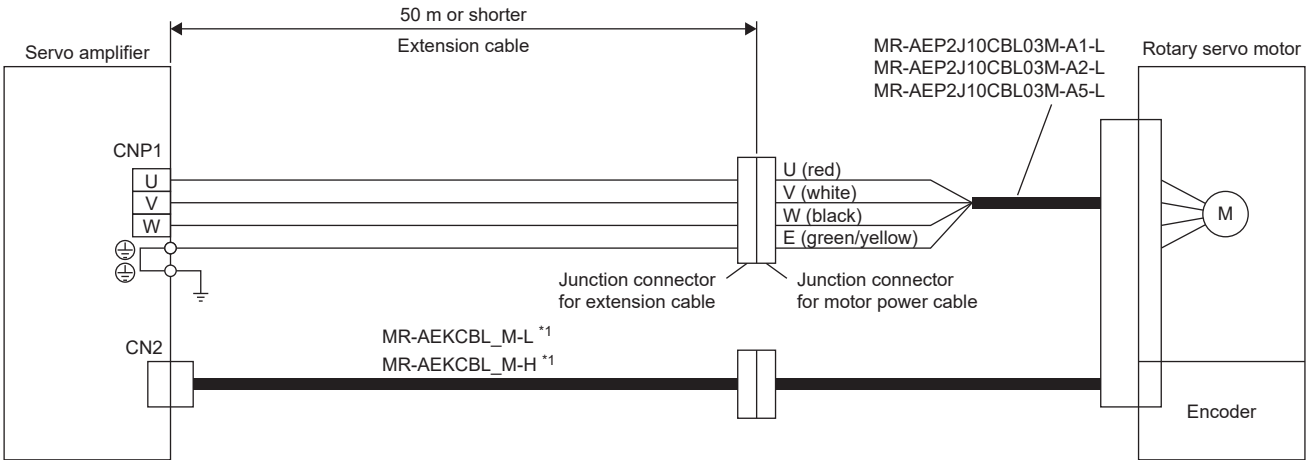 50 m or shorter
Extension cable
Servo amplifier
MR-AEP2J10CBL03M-A1-L
MR-AEP2J10CBL03M-A2-L
MR-AEP2J10CBL03M-A5-L
Rotary servo motor
CNP1
U
V
W
U (red)
V (white)
W (black)
E (green/yellow)
M
Junction connector
for extension cable
Junction connector
for motor power cable
MR-AEKCBL_M-L *1
MR-AEKCBL_M-H *1
CN2
Encoder